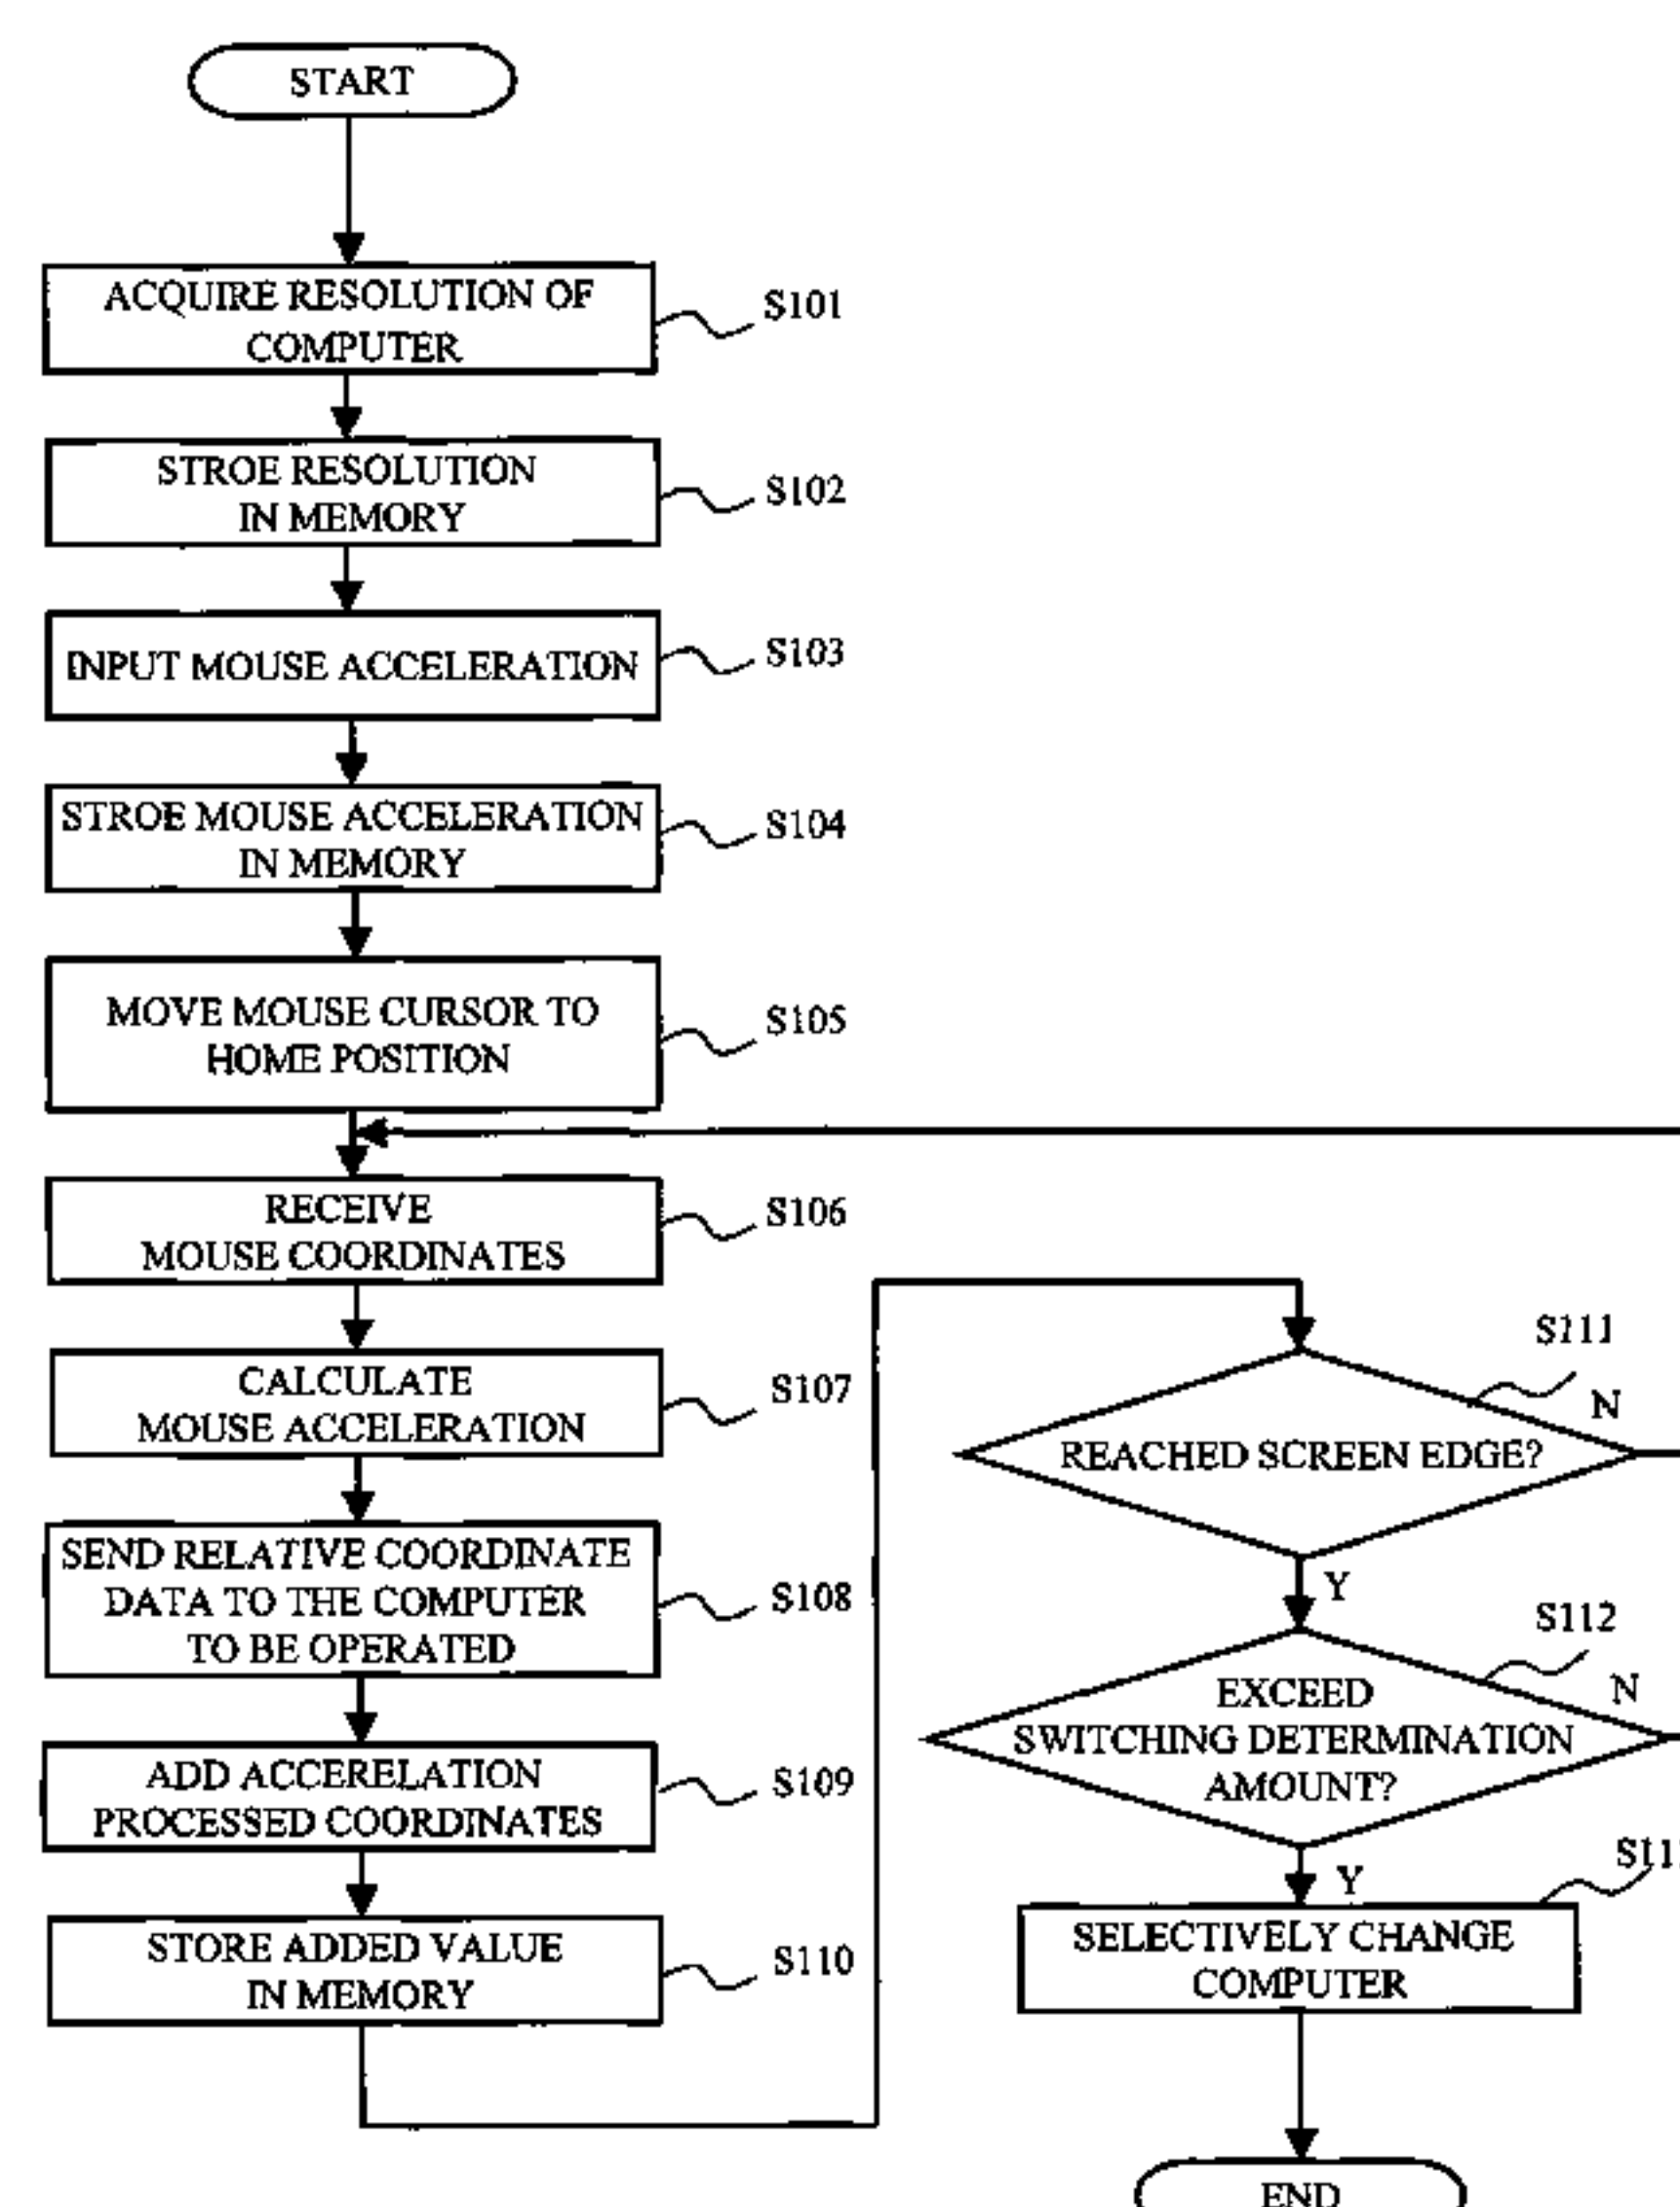 START
ACQUIRE RESOLUTION OF
COMPUTER
S101
STROE RESOLUTION
IN MEMORY
S102
INPUT MOUSE ACCELERATION
S103
STROE MOUSE ACCELERATION
IN MEMORY
S104
MOVE MOUSE CURSOR TO
HOME POSITION
S105
RECEIVE
MOUSE COORDINATES
S106
CALCULATE
MOUSE ACCELERATION
S107
SEND RELATIVE COORDINATE
DATA TO THE COMPUTER
TO BE OPERATED
S108
ADD ACCERELATION
PROCESSED COORDINATES
S109
STORE ADDED VALUE
IN MEMORY
S110
S111
N
REACHED SCREEN EDGE?
Y
S112
N
EXCEED
SWITCHING DETERMINATION
AMOUNT?
Y
SELECTIVELY CHANGE
COMPUTER
END